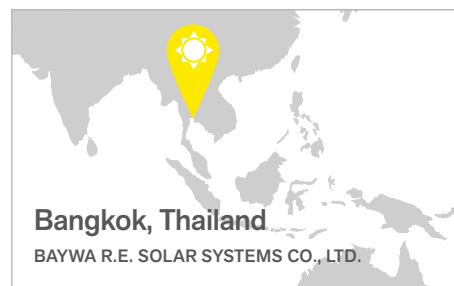 Bangkok, Thailand
BAYWA R.E. SOLAR SYSTEMS CO., LTD.